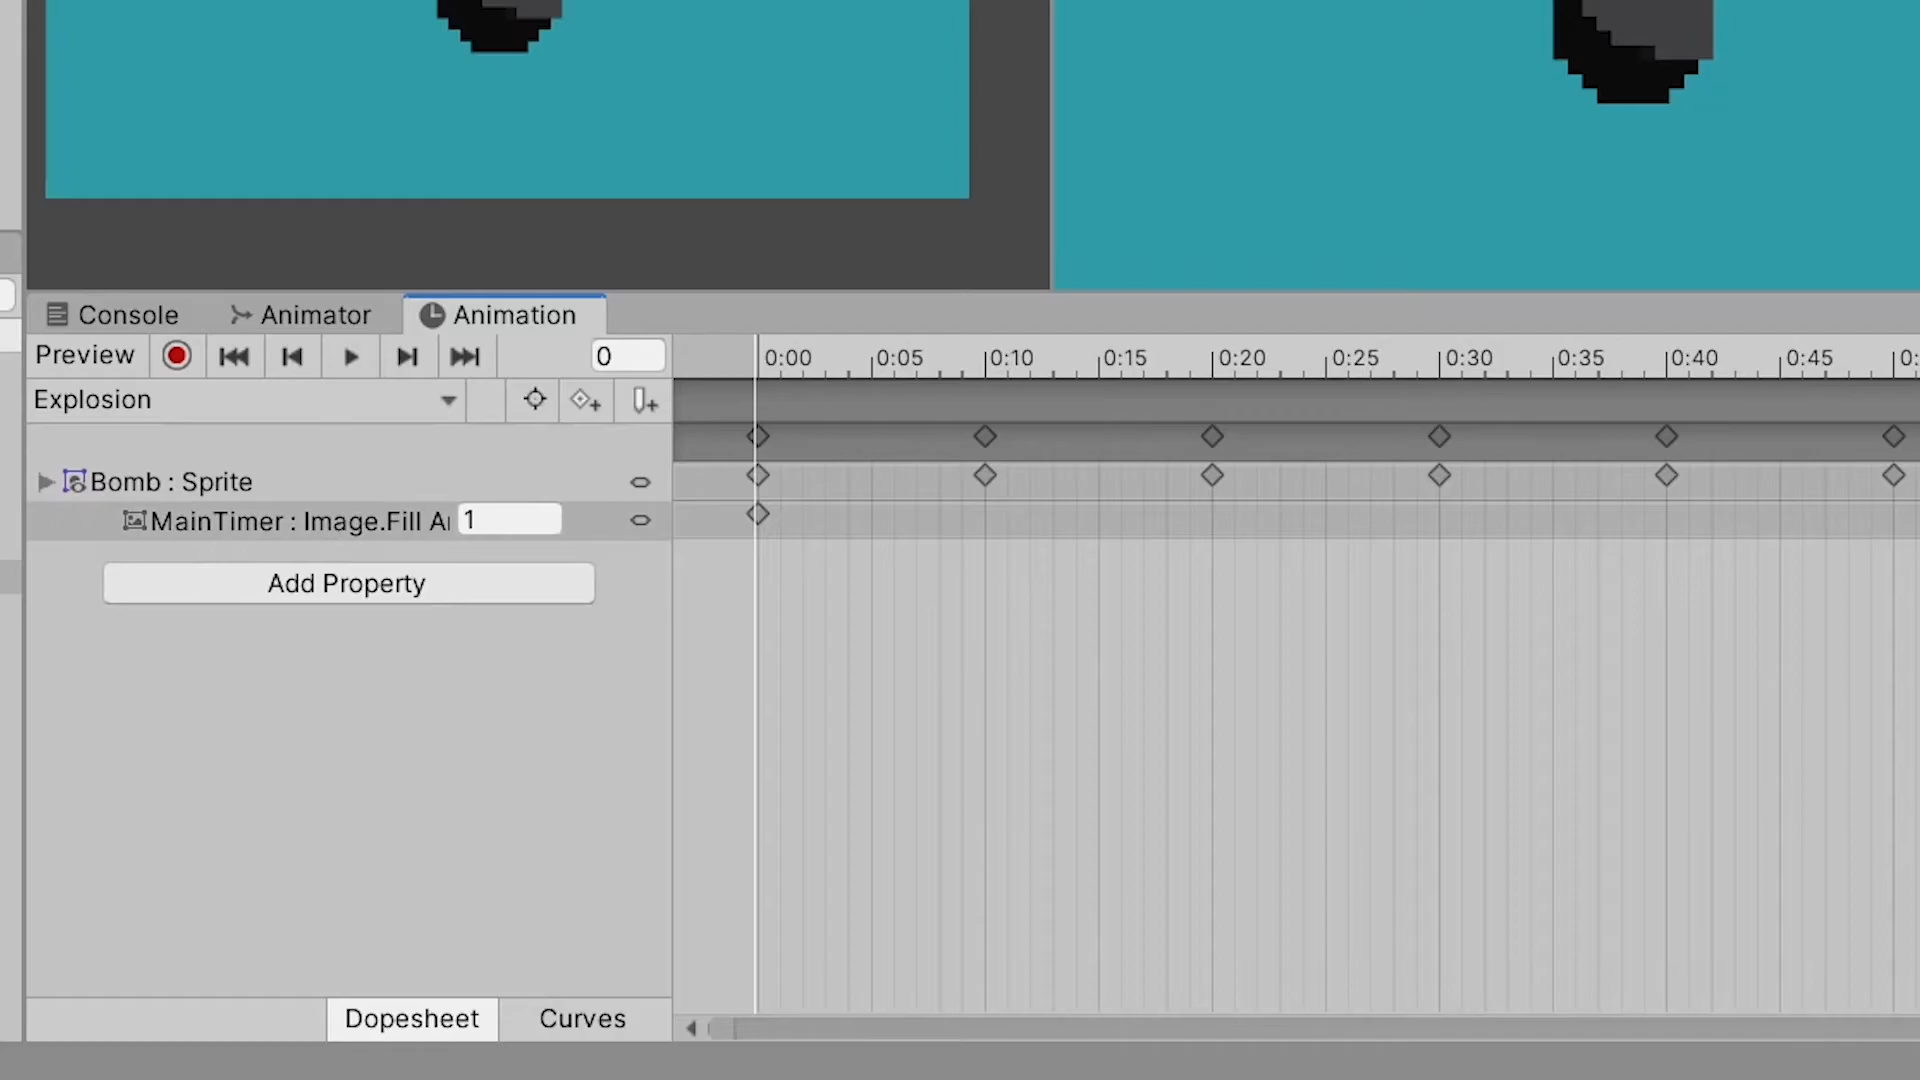 Console Animator Animation
Preview 0 0:00 0:05 0:10 0:15 0:20 0:25 0:30 0:35 0:40 0:45
Explosion
Bomb : Sprite
MainTimer : Image.Fill 1
Add Property
Dopesheet Curves